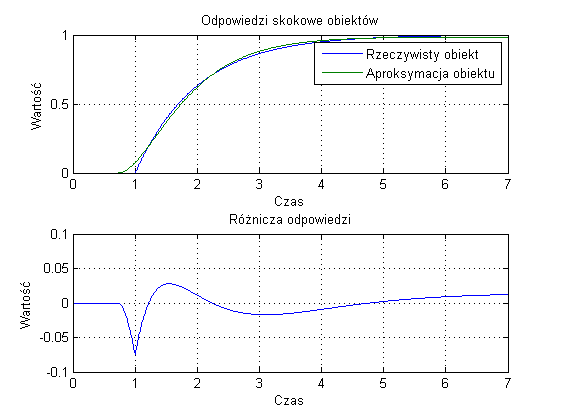 Odpowiedzi skokowe obiektów
Wartość
1
0.5
0
Rzeczywisty obiekt
Aproksymacja obiektu
0 1 2 3 4 5 6 7
Czas
Różnicza odpowiedzi
Wartość
0.1
0.05
0
-0.05
-0.1
0 1 2 3 4 5 6 7
Czas